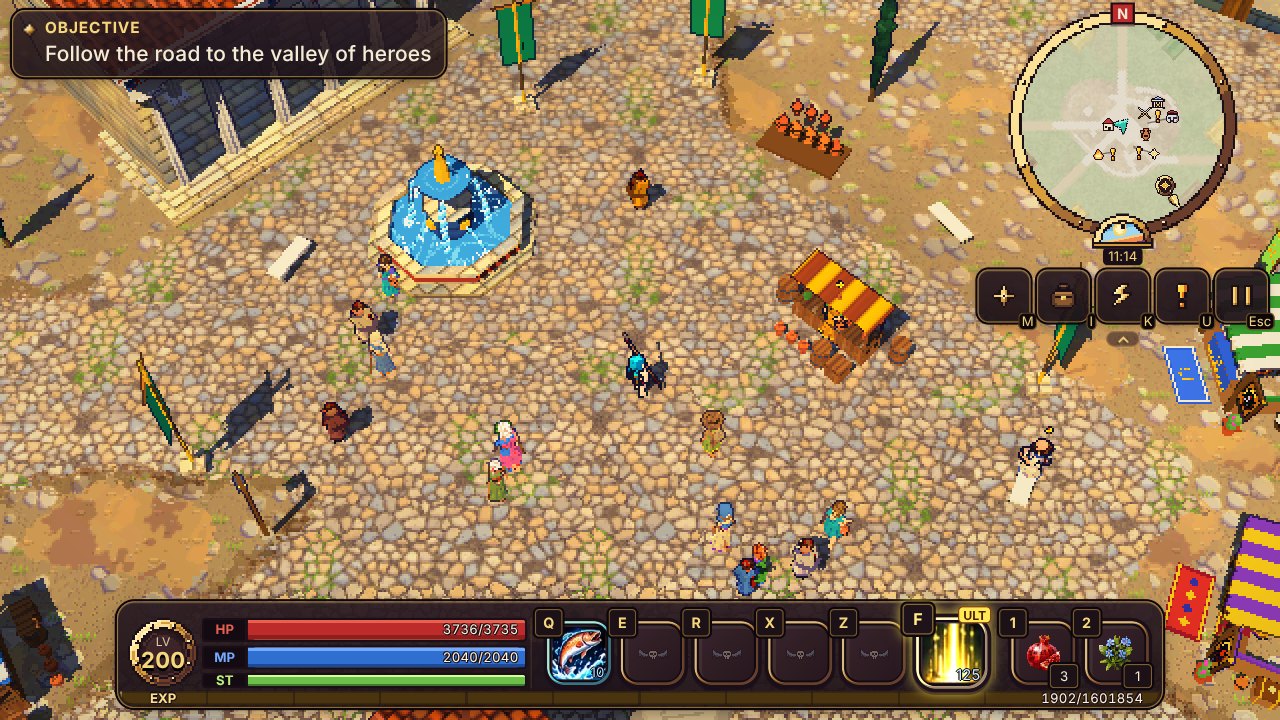 OBJECTIVE
Follow the road to the valley of heroes
N
11:14
M
I
K
U
Esc
LV
200
EXP
HP
3736/3735
MP
2040/2040
ST
Q
10
E
R
X
Z
F
ULT
125
1
3
2
1
1902/1601854